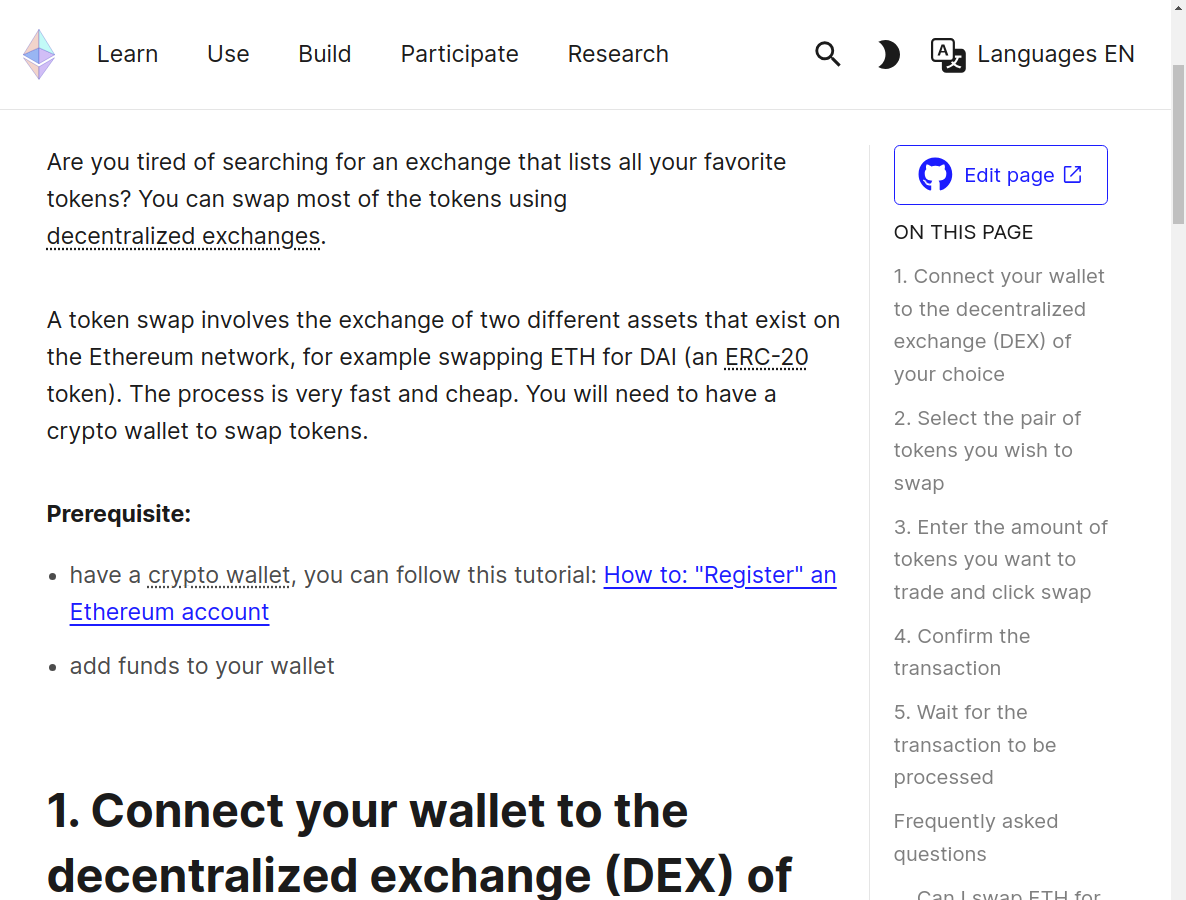 Learn Use Build Participate Research Languages EN
Are you tired of searching for an exchange that lists all your favorite
tokens? You can swap most of the tokens using
decentralized exchanges.
A token swap involves the exchange of two different assets that exist on
the Ethereum network, for example swapping ETH for DAI (an ERC-20
token). The process is very fast and cheap. You will need to have a
crypto wallet to swap tokens.
Prerequisite:
• have a crypto wallet, you can follow this tutorial: How to: "Register" an
Ethereum account
• add funds to your wallet
1. Connect your wallet to the
decentralized exchange (DEX) of
Edit page
ON THIS PAGE
1. Connect your wallet
to the decentralized
exchange (DEX) of
your choice
2. Select the pair of
tokens you wish to
swap
3. Enter the amount of
tokens you want to
trade and click swap
4. Confirm the
transaction
5. Wait for the
transaction to be
processed
Frequently asked
questions
Can I swap ETH for